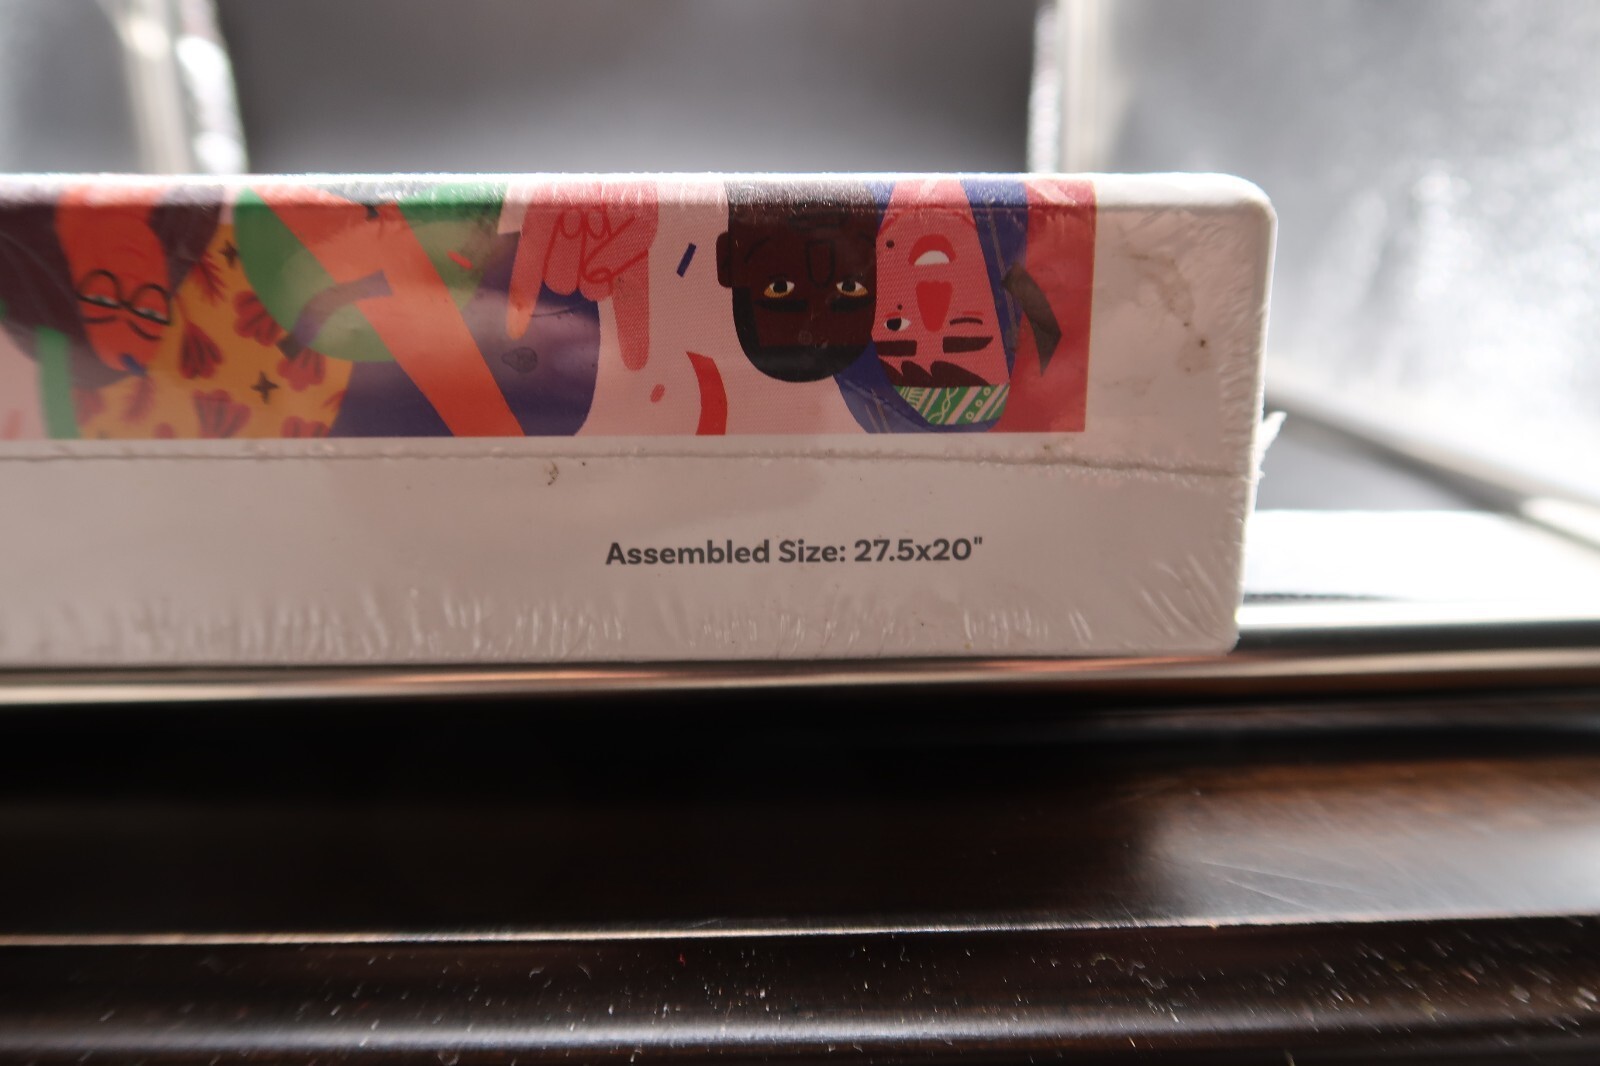 Assembled Size: 27.5x20"